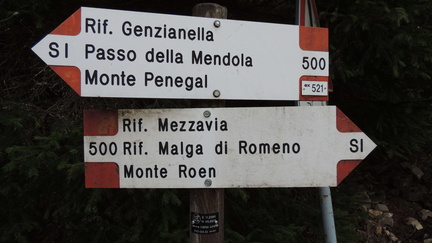 Rif. Genzianella
SI Passo della Mendola 500
Monte Penegal
521
Rif. Mezzavia
500 Rif. Malga di Romeno SI
Monte Roen